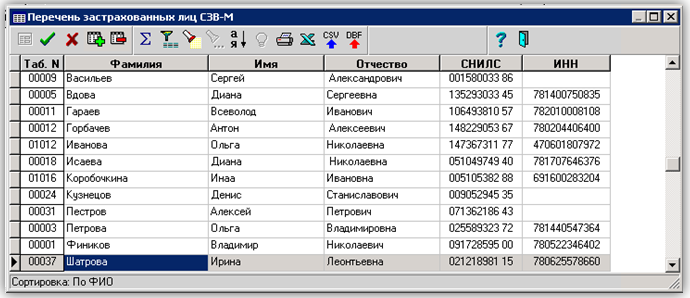 Перечень застрахованных лиц СЗВ-М
Σ а я CSV DBF ?
Таб. N Фамилия Имя Отчество СНИЛС ИНН
00009 Васильев Сергей Александрович 001580033 86
00005 Вдова Диана Сергеевна 135293033 45 781400750835
00011 Гараев Всеволод Иванович 106493810 57 782010008108
00012 Горбачев Антон Алексеевич 148229053 67 780204406400
01012 Иванова Ольга Николаевна 147367311 77 470601807972
00018 Исаева Диана Николаевна 051049749 40 781707646376
01016 Коробочкина Инаа Ивановна 005105382 88 691600283204
00024 Кузнецов Денис Станиславович 009052945 35
00031 Пестров Алексей Петрович 071362186 43
00003 Петрова Ольга Владимировна 025589323 72 781440547364
00001 Фиников Владимир Николаевич 091728595 00 780522346402
00037 Шатрова Ирина Леонтьевна 021218981 15 780625578660
Сортировка: По ФИО